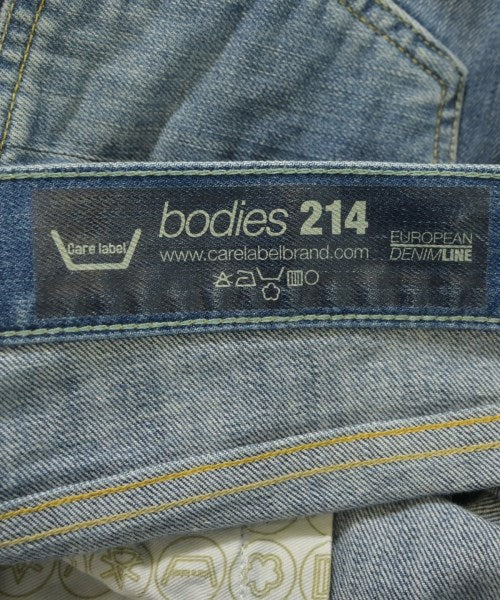 Care label
bodies 214
www.carelabelbrand.com
EUROPEAN
DENIMLINE